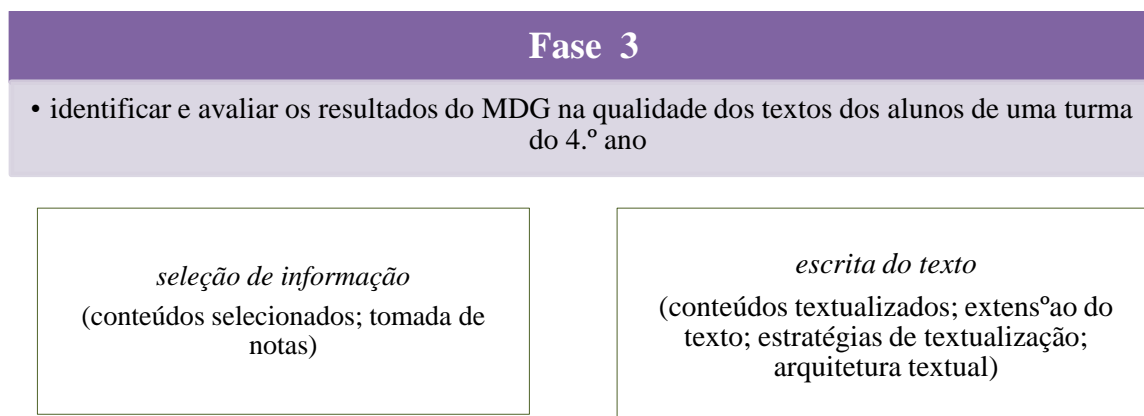 Fase 3
• identificar e avaliar os resultados do MDG na qualidade dos textos dos alunos de uma turma
do 4.º ano
seleção de informação
(conteúdos selecionados; tomada de
notas)
escrita do texto
(conteúdos textualizados; extensºao do
texto; estratégias de textualização;
arquitetura textual)